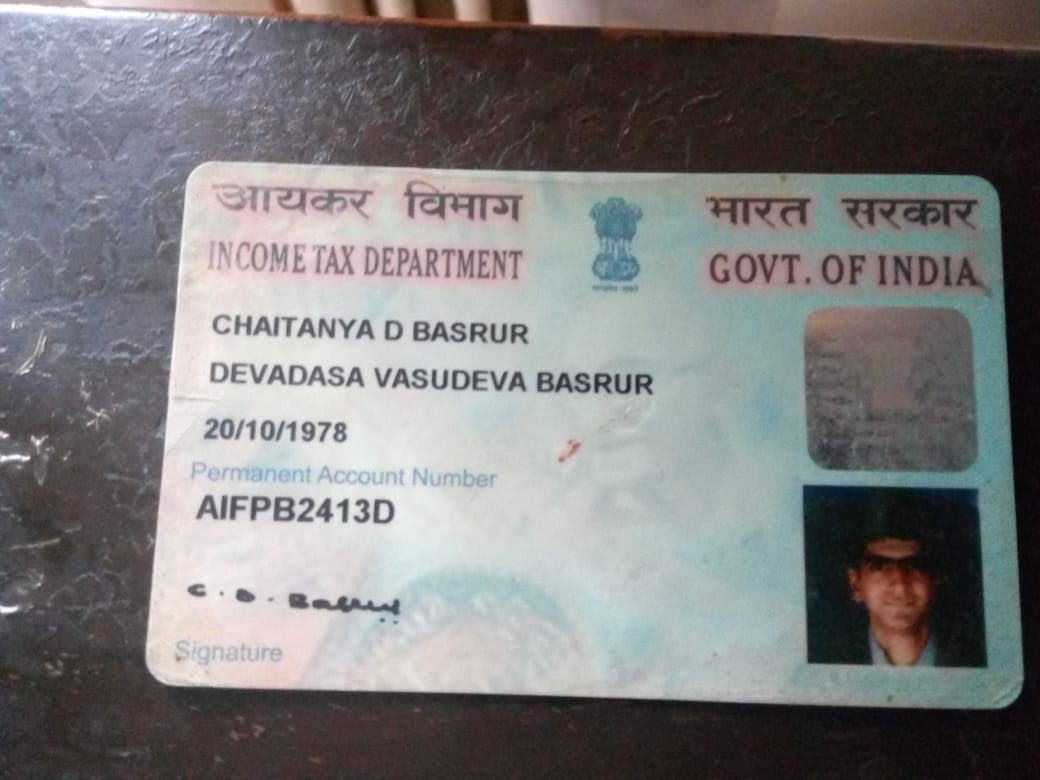 आयकर विभाग
INCOME TAX DEPARTMENT
भारत सरकार
GOVT. OF INDIA
CHAITANYA D BASRUR
DEVADASA VASUDEVA BASRUR
20/10/1978
Permanent Account Number
AIFPB2413D
C. D. Basrur
Signature